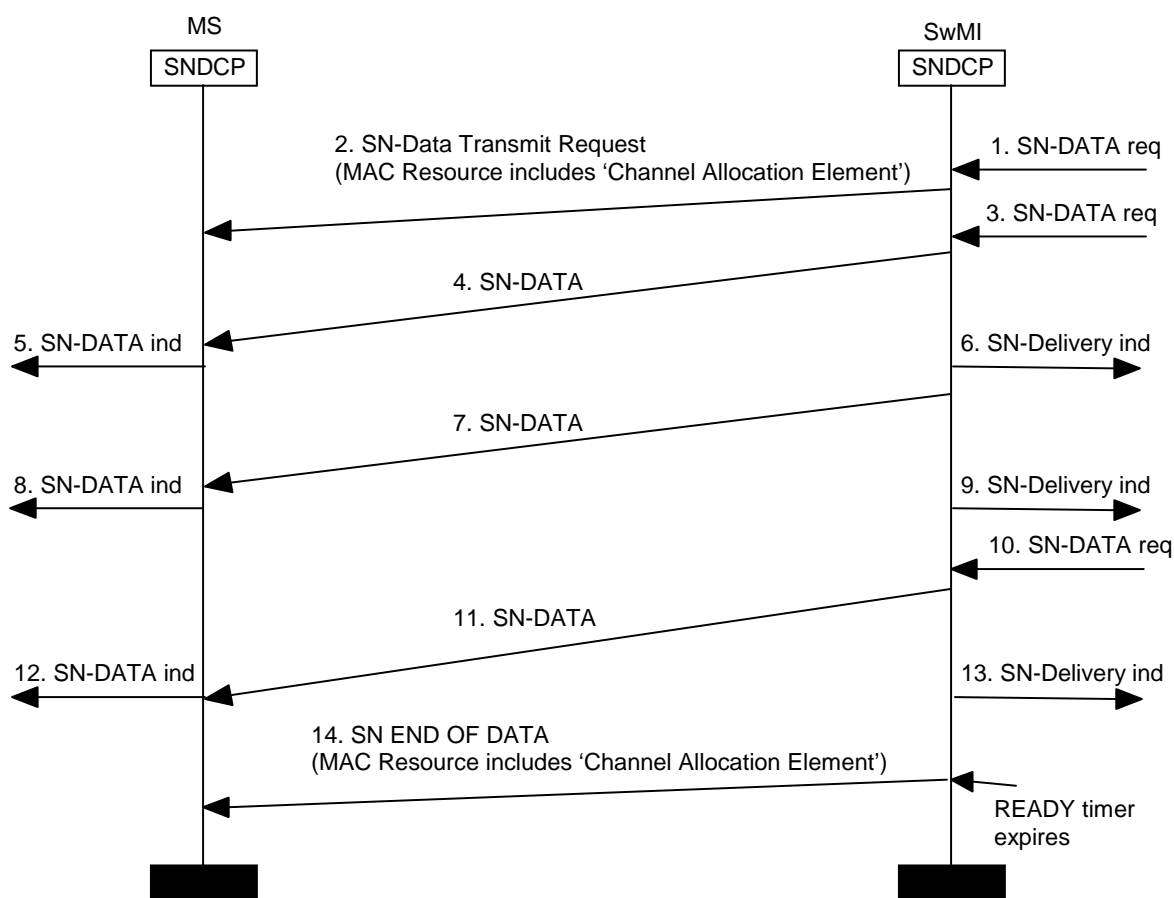 MS
SwMI
SNDCP
SNDCP
2. SN-Data Transmit Request
(MAC Resource includes ‘Channel Allocation Element’)
1. SN-DATA req
3. SN-DATA req
4. SN-DATA
5. SN-DATA ind
6. SN-Delivery ind
7. SN-DATA
8. SN-DATA ind
9. SN-Delivery ind
10. SN-DATA req
11. SN-DATA
12. SN-DATA ind
13. SN-Delivery ind
14. SN END OF DATA
(MAC Resource includes ‘Channel Allocation Element’)
READY timer
expires